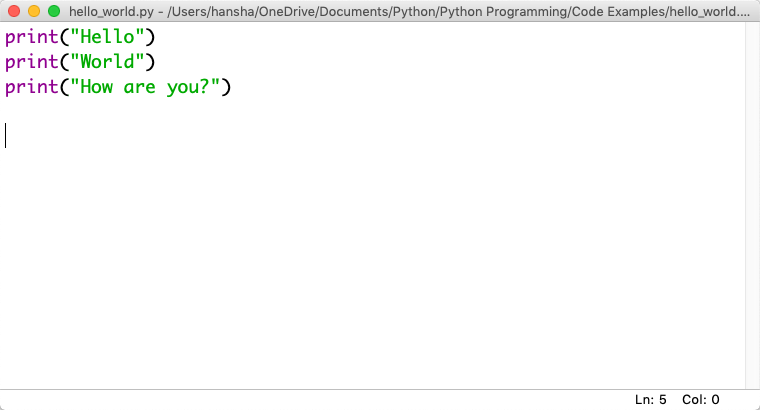 hello_world.py - /Users/hansha/OneDrive/Documents/Python/Python Programming/Code Examples/hello_world....
print("Hello")
print("World")
print("How are you?")
Ln: 5 Col: 0